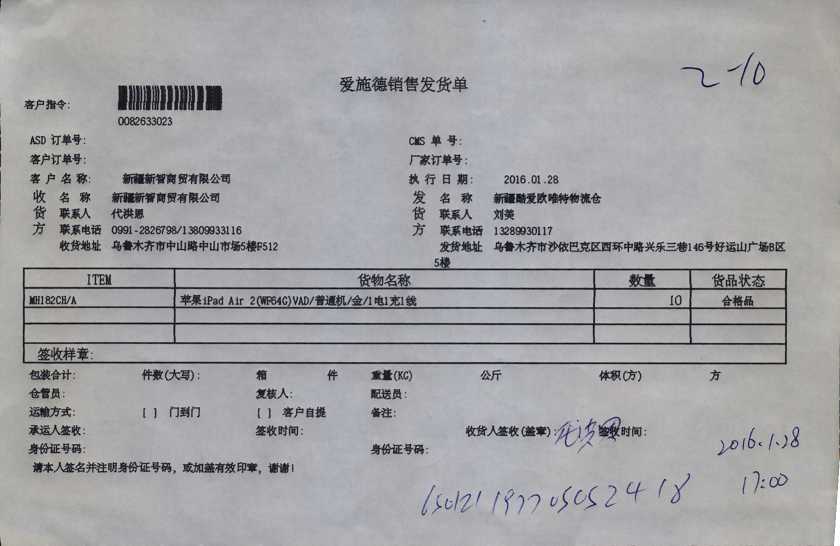 2-10
爱施德销售发货单
客户指令:
0082633023
ASD 订单号: CMS 单 号:
客户订单号: 厂家订单号:
客 户 名 称: 新疆新智商贸有限公司 执 行 日 期: 2016.01.28
收 名 称 新疆新智商贸有限公司 发 名 称 新疆酷爱欧唯特物流仓
货 联系人 代洪恩 货 联系人 刘英
方 联系电话 0991-2826798/13809933116 方 联系电话 13289930117
收货地址 乌鲁木齐市中山路中山市场5楼F512 发货地址 乌鲁木齐市沙依巴克区西环中路兴乐三巷146号好运山广场B区
5楼
ITEM 货物名称 数量 货品状态
MH182CH/A 苹果iPad Air 2(WF64G)VAD/普通机/金/1电1充1线 10 合格品
签收样章:
包装合计: 件数(大写): 箱 件 重量(KG) 公斤 体积(方) 方
仓管员: 复核人: 配送员:
运输方式: [ ] 门到门 [ ] 客户自提 备注:
承运人签收: 签收时间: 收货人签收(盖章): 签收时间:
身份证号码: 身份证号码: 2016.1.28
请本人签名并注明身份证号码, 或加盖有效印章, 谢谢!
17:00
650121197705052418